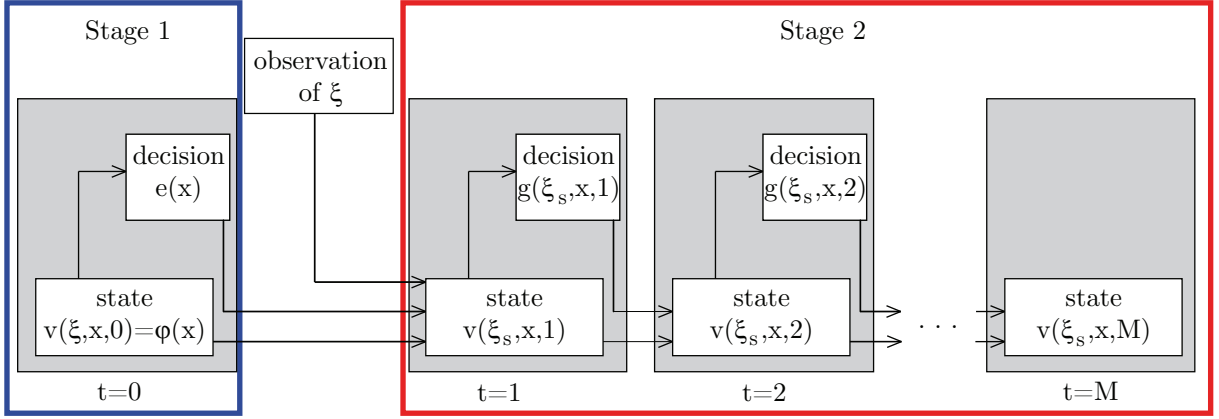 Stage 1
observation
of ξ
Stage 2
decision
e(x)
decision
g(ξs,x,1)
decision
g(ξs,x,2)
state
v(ξ,x,0)=φ(x)
state
v(ξs,x,1)
state
v(ξs,x,2)
. . .
state
v(ξs,x,M)
t=0
t=1
t=2
t=M